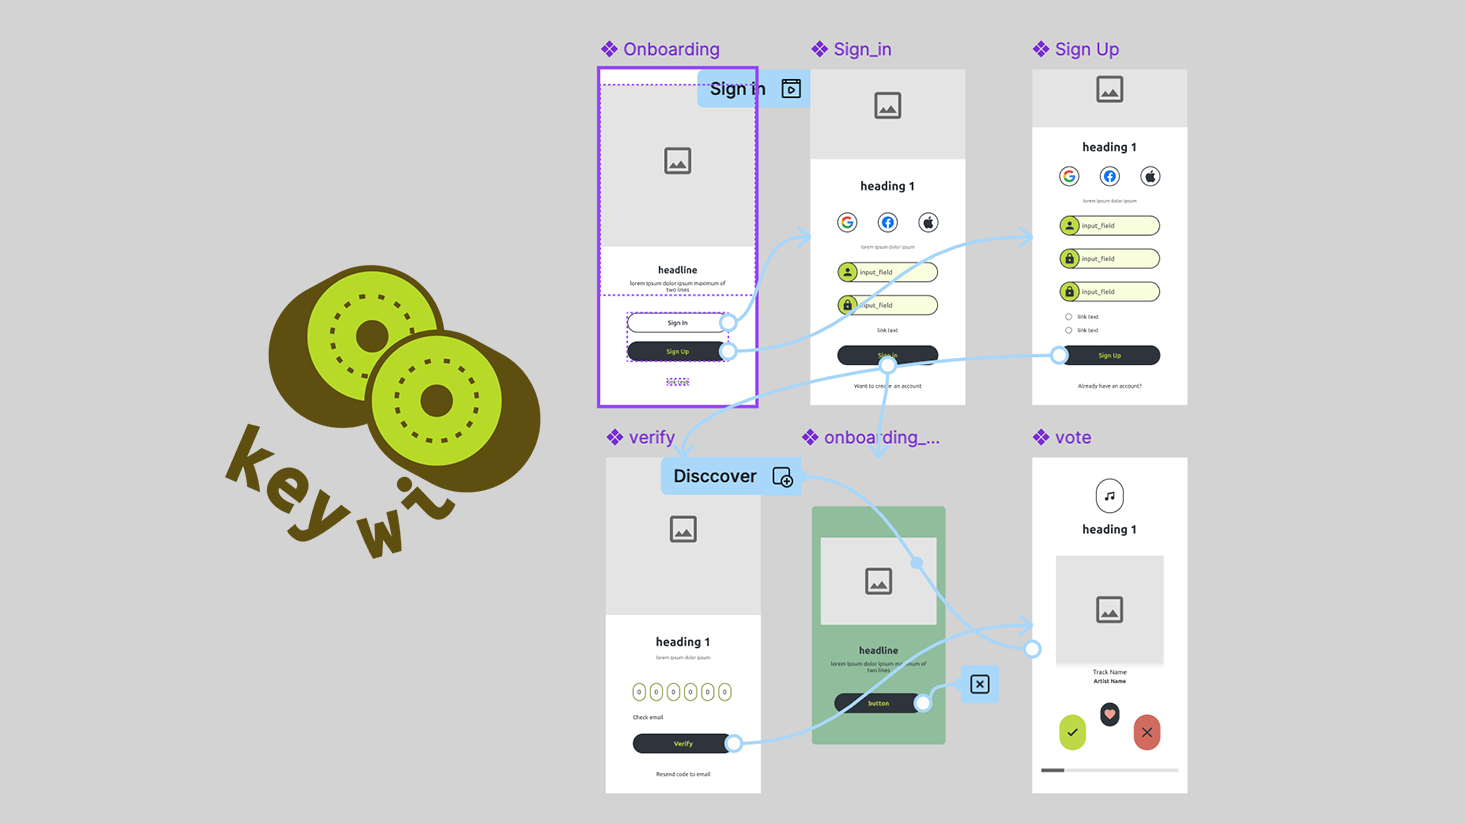 key wi
Onboarding
Sign in
headline
lorem ipsum dolor ipsum maximum of
two lines
Sign In
Sign Up
link text
Sign_in
heading 1
lorem ipsum dolor ipsum
input_field
input_field
link text
Sign In
Want to create an account
Sign Up
heading 1
lorem ipsum dolor ipsum
input_field
input_field
input_field
link text
link text
Sign Up
Already have an account?
verify
Disccover
heading 1
lorem ipsum dolor ipsum
0 0 0 0 0 0
Check email
Verify
Resend code to email
onboarding_...
headline
lorem ipsum dolor ipsum maximum of
two lines
button
vote
heading 1
Track Name
Artist Name